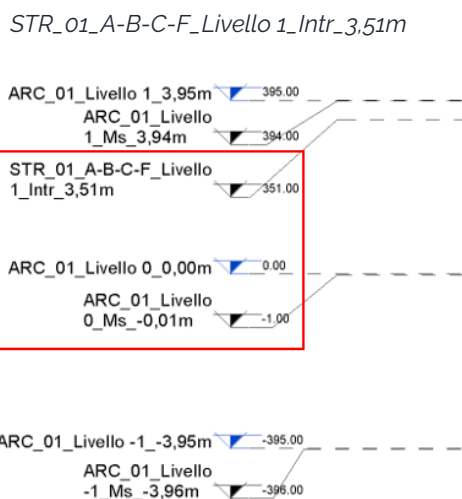 STR_01_A-B-C-F_Livello 1_Intr_3,51m
ARC_01_Livello 1_3,95m 395.00
ARC_01_Livello
1_Ms_3,94m 394.00
STR_01_A-B-C-F_Livello
1_Intr_3,51m 351.00
ARC_01_Livello 0_0,00m 0.00
ARC_01_Livello
0_Ms_-0,01m -1.00
ARC_01_Livello -1_-3,95m -395.00
ARC_01_Livello
-1_Ms_-3,96m -396.00